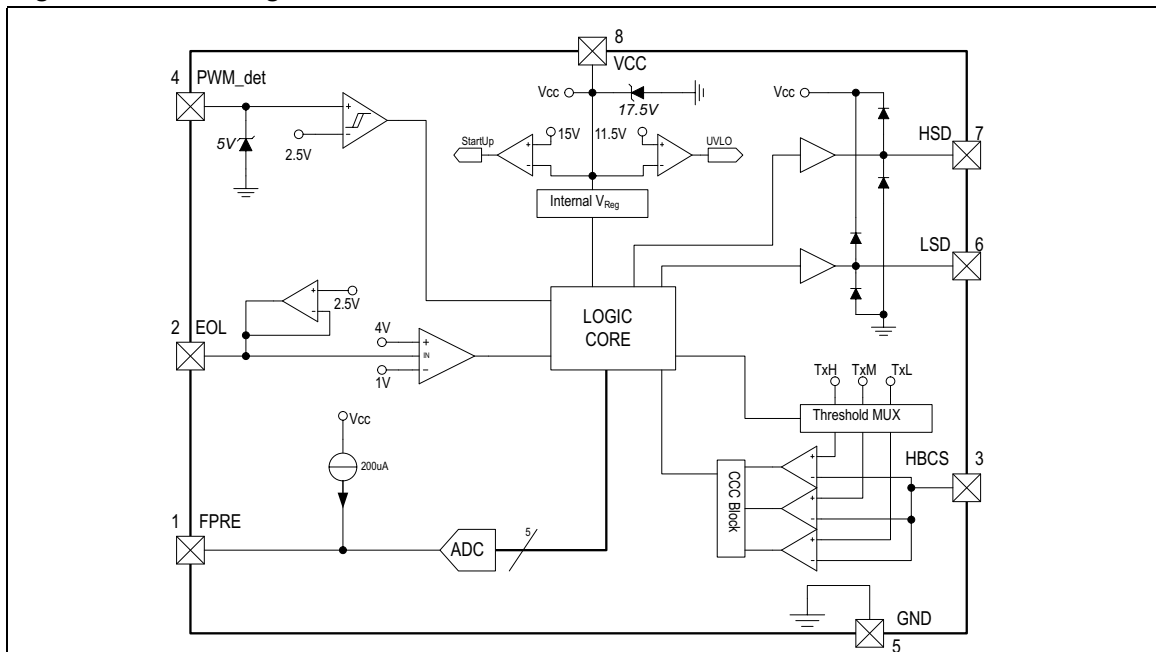 8
VCC
4 PWM_det
Vcc
17.5V
Vcc
5V
2.5V
StartUp
15V
11.5V
UVLO
HSD
7
Internal VReg
LSD
6
2.5V
2 EOL
4V
IN
1V
LOGIC
CORE
TxH
TxM
TxL
Threshold MUX
Vcc
200uA
HBCS
3
CCC Block
1 FPRE
ADC
5
GND
5